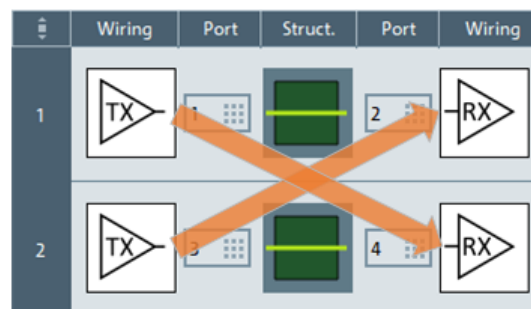 Wiring Port Struct. Port Wiring
1 TX 1 2 RX
2 TX 3 4 RX